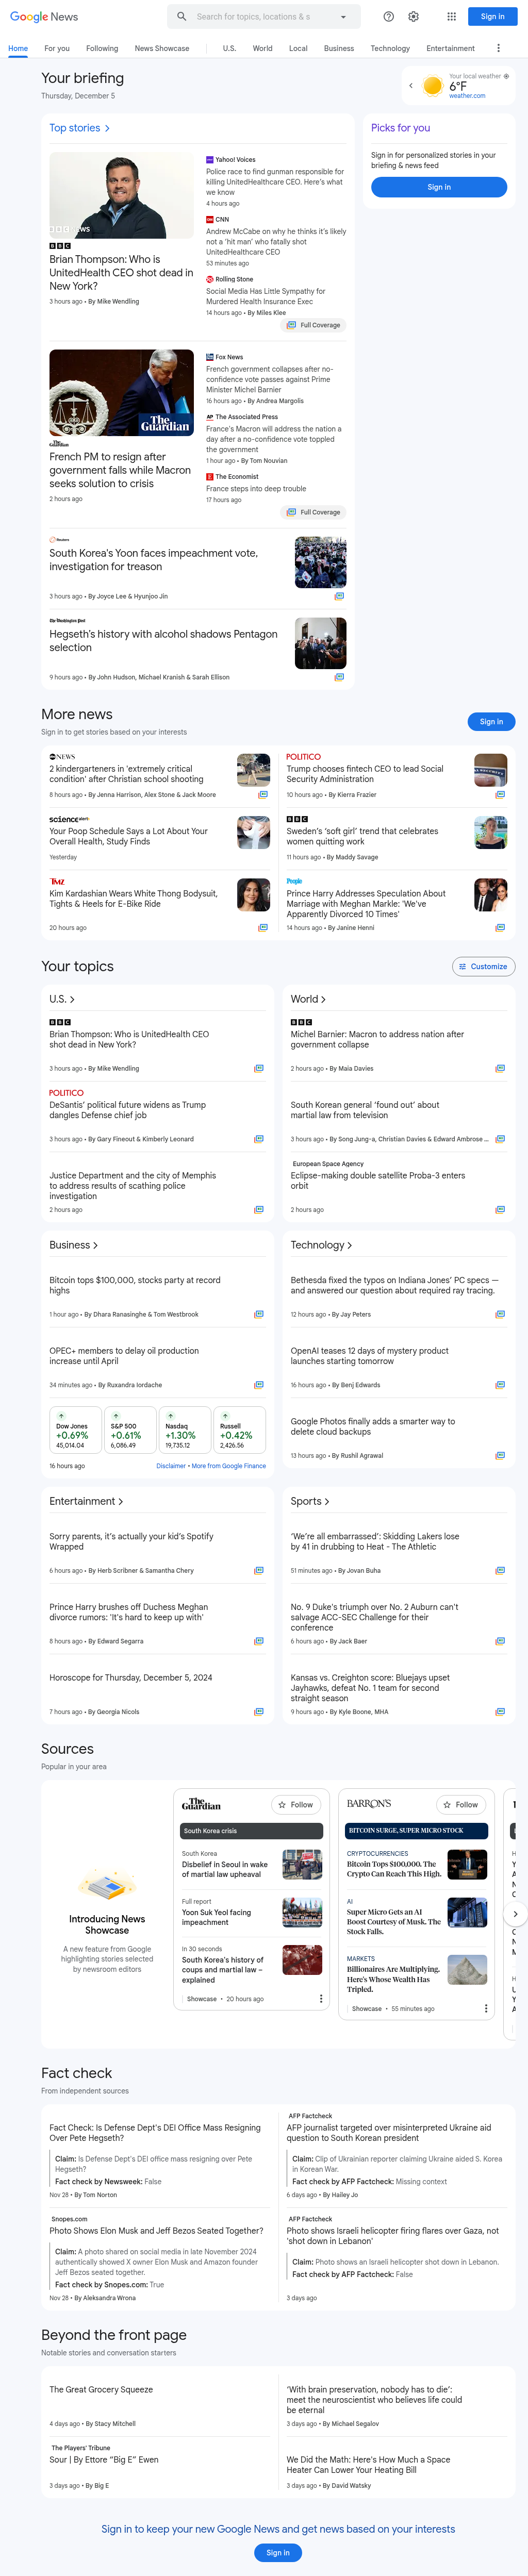 Google News
Search for topics, locations & s
Sign in
Home
For you
Following
News Showcase
U.S.
World
Local
Business
Technology
Entertainment
Your briefing
Thursday, December 5
Your local weather
6°F
weather.com
Top stories
Picks for you
Sign in for personalized stories in your
briefing & news feed
Sign in
BBC NEWS
BBC
Brian Thompson: Who is
UnitedHealth CEO shot dead in
New York?
3 hours ago • By Mike Wendling
Yahoo! Voices
Police race to find gunman responsible for
killing UnitedHealthcare CEO. Here's what
we know
4 hours ago
CNN
Andrew McCabe on why he thinks it's likely
not a 'hit man' who fatally shot
UnitedHealthcare CEO
53 minutes ago
Rolling Stone
Social Media Has Little Sympathy for
Murdered Health Insurance Exec
14 hours ago • By Miles Klee
Full Coverage
The Guardian
The Guardian
French PM to resign after
government falls while Macron
seeks solution to crisis
2 hours ago
Fox News
French government collapses after no-
confidence vote passes against Prime
Minister Michel Barnier
16 hours ago • By Andrea Margolis
The Associated Press
France's Macron will address the nation a
day after a no-confidence vote toppled
the government
1 hour ago • By Tom Nouvian
The Economist
France steps into deep trouble
17 hours ago
Full Coverage
Reuters
South Korea's Yoon faces impeachment vote,
investigation for treason
3 hours ago • By Joyce Lee & Hyunjoo Jin
The Washington Post
Hegseth's history with alcohol shadows Pentagon
selection
9 hours ago • By John Hudson, Michael Kranish & Sarah Ellison
More news
Sign in to get stories based on your interests
Sign in
abc NEWS
2 kindergarteners in 'extremely critical
condition' after Christian school shooting
8 hours ago • By Jenna Harrison, Alex Stone & Jack Moore
POLITICO
Trump chooses fintech CEO to lead Social
Security Administration
10 hours ago • By Kierra Frazier
science alert
Your Poop Schedule Says a Lot About Your
Overall Health, Study Finds
Yesterday
BBC
Sweden's 'soft girl' trend that celebrates
women quitting work
11 hours ago • By Maddy Savage
TMZ
Kim Kardashian Wears White Thong Bodysuit,
Tights & Heels for E-Bike Ride
20 hours ago
People
Prince Harry Addresses Speculation About
Marriage with Meghan Markle: 'We've
Apparently Divorced 10 Times'
14 hours ago • By Janine Henni
Your topics
Customize
U.S.
BBC
Brian Thompson: Who is UnitedHealth CEO
shot dead in New York?
3 hours ago • By Mike Wendling
POLITICO
DeSantis' political future widens as Trump
dangles Defense chief job
3 hours ago • By Gary Fineout & Kimberly Leonard
Justice Department and the city of Memphis
to address results of scathing police
investigation
2 hours ago
World
BBC
Michel Barnier: Macron to address nation after
government collapse
2 hours ago • By Maia Davies
South Korean general 'found out' about
martial law from television
3 hours ago • By Song Jung-a, Christian Davies & Edward Ambrose ...
European Space Agency
Eclipse-making double satellite Proba-3 enters
orbit
2 hours ago
Business
Bitcoin tops $100,000, stocks party at record
highs
1 hour ago • By Dhara Ranasinghe & Tom Westbrook
OPEC+ members to delay oil production
increase until April
34 minutes ago • By Ruxandra Iordache
Dow Jones
+0.69%
45,014.04
S&P 500
+0.61%
6,086.49
Nasdaq
+1.30%
19,735.12
Russell
+0.42%
2,426.56
16 hours ago
Disclaimer • More from Google Finance
Technology
Bethesda fixed the typos on Indiana Jones' PC specs —
and answered our question about required ray tracing.
12 hours ago • By Jay Peters
OpenAI teases 12 days of mystery product
launches starting tomorrow
16 hours ago • By Benj Edwards
Google Photos finally adds a smarter way to
delete cloud backups
13 hours ago • By Rushil Agrawal
Entertainment
Sorry parents, it's actually your kid's Spotify
Wrapped
6 hours ago • By Herb Scribner & Samantha Chery
Prince Harry brushes off Duchess Meghan
divorce rumors: 'It's hard to keep up with'
8 hours ago • By Edward Segarra
Horoscope for Thursday, December 5, 2024
7 hours ago • By Georgia Nicols
Sports
'We're all embarrassed': Skidding Lakers lose
by 41 in drubbing to Heat - The Athletic
51 minutes ago • By Jovan Buha
No. 9 Duke's triumph over No. 2 Auburn can't
salvage ACC-SEC Challenge for their
conference
6 hours ago • By Jack Baer
Kansas vs. Creighton score: Bluejays upset
Jayhawks, defeat No. 1 team for second
straight season
9 hours ago • By Kyle Boone, MHA
Sources
Popular in your area
Introducing News
Showcase
A new feature from Google
highlighting stories selected
by newsroom editors
The Guardian
Follow
South Korea crisis
South Korea
Disbelief in Seoul in wake
of martial law upheaval
Full report
Yoon Suk Yeol facing
impeachment
In 30 seconds
South Korea's history of
coups and martial law –
explained
Showcase • 20 hours ago
BARRON'S
Follow
BITCOIN SURGE, SUPER MICRO STOCK
CRYPTOCURRENCIES
Bitcoin Tops $100,000. The
Crypto Can Reach This High.
AI
Super Micro Gets an AI
Boost Courtesy of Musk. The
Stock Falls.
MARKETS
Billionaires Are Multiplying.
Here's Whose Wealth Has
Tripled.
Showcase • 55 minutes ago
Fact check
From independent sources
Fact Check: Is Defense Dept's DEI Office Mass Resigning
Over Pete Hegseth?
Claim: Is Defense Dept's DEI office mass resigning over Pete
Hegseth?
Fact check by Newsweek: False
Nov 28 • By Tom Norton
AFP Factcheck
AFP journalist targeted over misinterpreted Ukraine aid
question to South Korean president
Claim: Clip of Ukrainian reporter claiming Ukraine aided S. Korea
in Korean War.
Fact check by AFP Factcheck: Missing context
6 days ago • By Hailey Jo
Snopes.com
Photo Shows Elon Musk and Jeff Bezos Seated Together?
Claim: A photo shared on social media in late November 2024
authentically showed X owner Elon Musk and Amazon founder
Jeff Bezos seated together.
Fact check by Snopes.com: True
Nov 28 • By Aleksandra Wrona
AFP Factcheck
Photo shows Israeli helicopter firing flares over Gaza, not
'shot down in Lebanon'
Claim: Photo shows an Israeli helicopter shot down in Lebanon.
Fact check by AFP Factcheck: False
3 days ago
Beyond the front page
Notable stories and conversation starters
The Great Grocery Squeeze
4 days ago • By Stacy Mitchell
'With brain preservation, nobody has to die':
meet the neuroscientist who believes life could
be eternal
3 days ago • By Michael Segalov
The Players' Tribune
Sour | By Ettore "Big E" Ewen
3 days ago • By Big E
We Did the Math: Here's How Much a Space
Heater Can Lower Your Heating Bill
3 days ago • By David Watsky
Sign in to keep your new Google News and get news based on your interests
Sign in